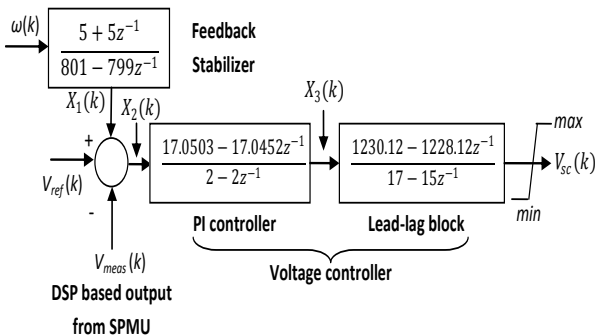 ω(k)
5 + 5z⁻¹
801 − 799z⁻¹
Feedback
Stabilizer
X₁(k)
X₂(k)
X₃(k)
+
V_ref(k)
-
17.0503 − 17.0452z⁻¹
2 − 2z⁻¹
1230.12 − 1228.12z⁻¹
17 − 15z⁻¹
max
V_sc(k)
min
PI controller
Lead-lag block
V_meas(k)
Voltage controller
DSP based output
from SPMU